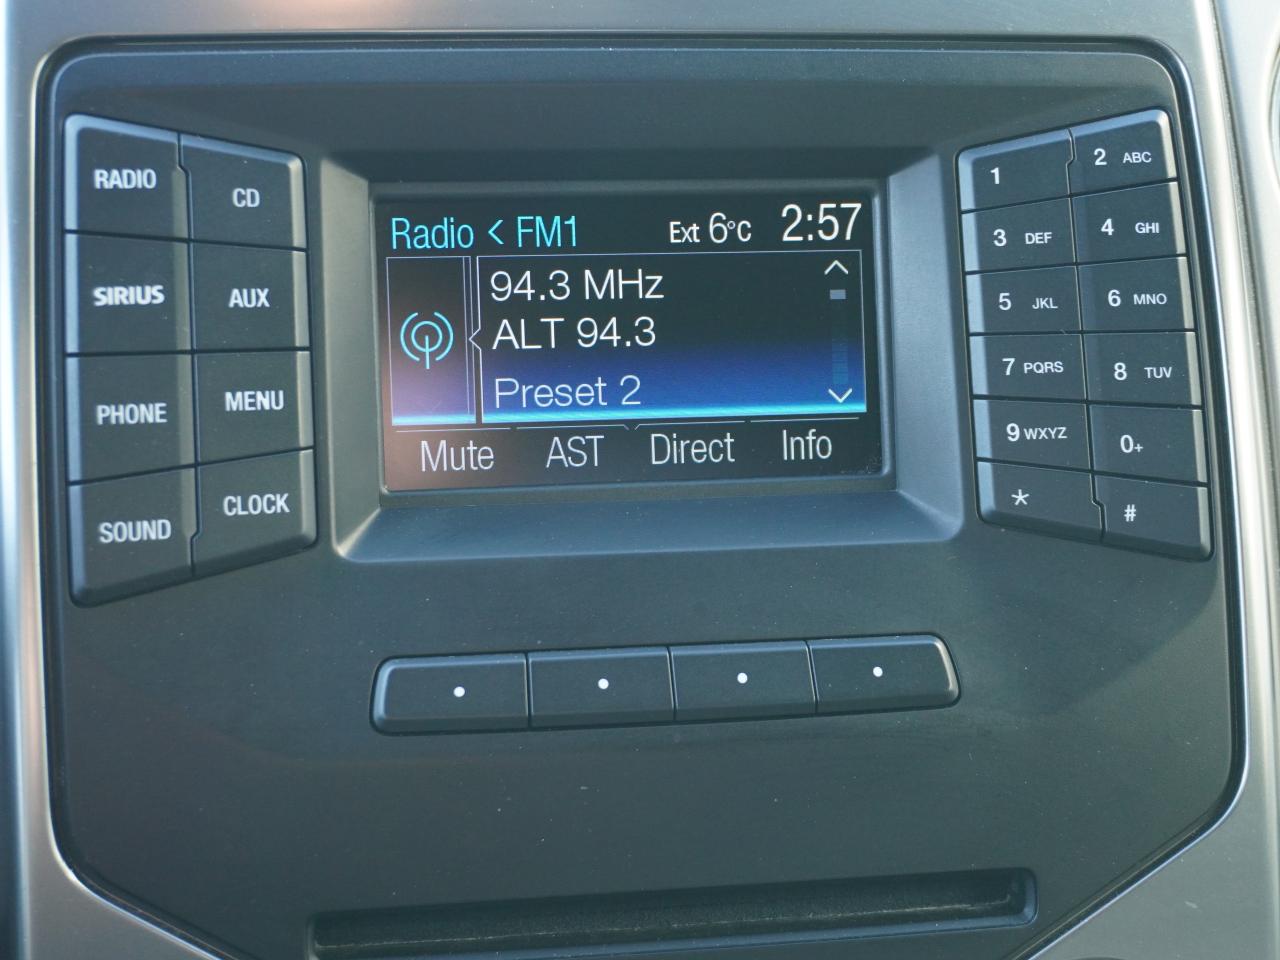 RADIO
CD
SIRIUS
AUX
PHONE
MENU
SOUND
CLOCK
Radio < FM1 Ext 6°C 2:57
94.3 MHz
ALT 94.3
Preset 2
Mute AST Direct Info
1
2 ABC
3 DEF
4 GHI
5 JKL
6 MNO
7 PQRS
8 TUV
9 WXYZ
0+
*
#